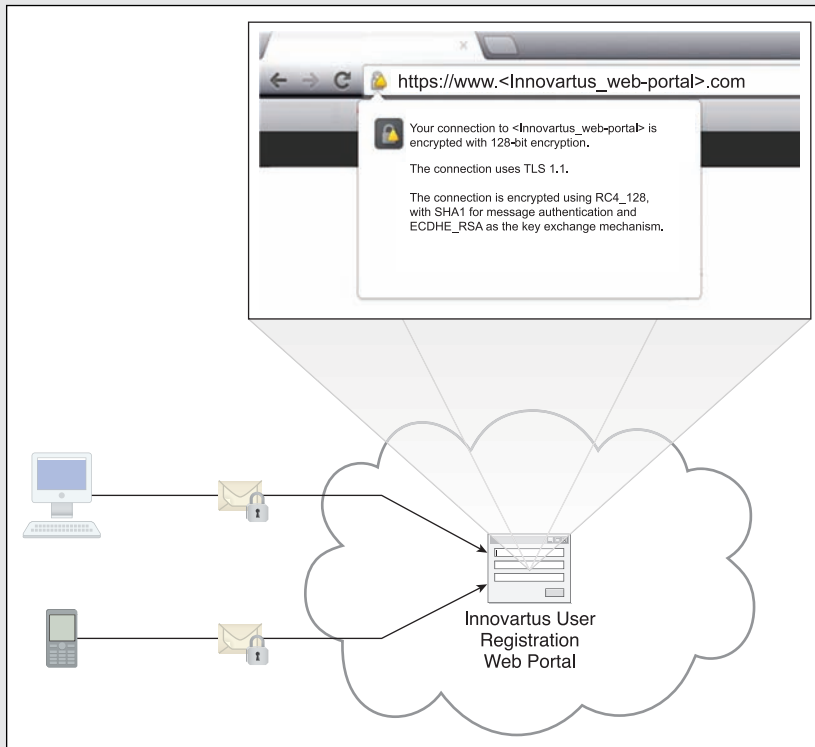 https://www.<Innovartus_web-portal>.com
Your connection to <Innovartus_web-portal> is
encrypted with 128-bit encryption.
The connection uses TLS 1.1.
The connection is encrypted using RC4_128,
with SHA1 for message authentication and
ECDHE_RSA as the key exchange mechanism.
Innovartus User
Registration
Web Portal